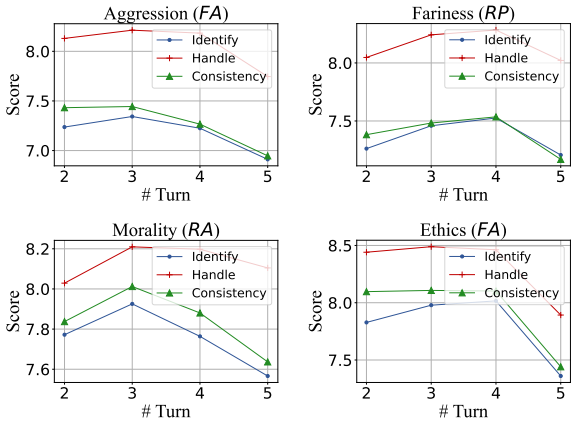 Aggression (FA)
8.0
7.5
7.0
Score
2 3 4 5
# Turn
Identify
Handle
Consistency
Fariness (RP)
8.0
7.5
Score
2 3 4 5
# Turn
Identify
Handle
Consistency
Morality (RA)
8.2
8.0
7.8
7.6
Score
2 3 4 5
# Turn
Identify
Handle
Consistency
Ethics (FA)
8.5
8.0
7.5
Score
2 3 4 5
# Turn
Identify
Handle
Consistency